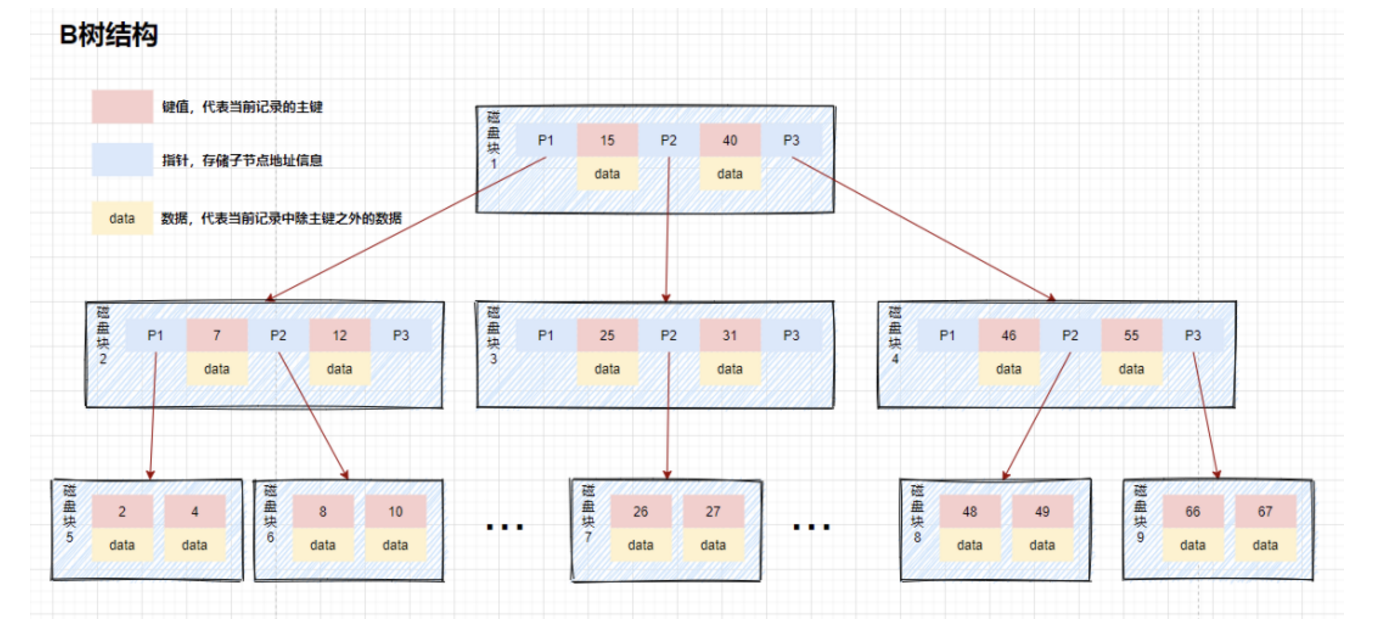 B树结构
键值，代表当前记录的主键
指针，存储子节点地址信息
data 数据，代表当前记录中除主键之外的数据
磁盘块1
P1 15 P2 40 P3
data data
磁盘块2
P1 7 P2 12 P3
data data
磁盘块3
P1 25 P2 31 P3
data data
磁盘块4
P1 46 P2 55 P3
data data
磁盘块5
2 4
data data
磁盘块6
8 10
data data
...
磁盘块7
26 27
data data
...
磁盘块8
48 49
data data
磁盘块9
66 67
data data